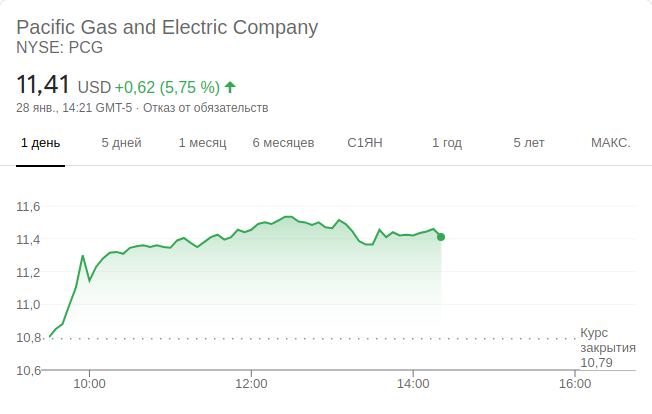 Pacific Gas and Electric Company
NYSE: PCG
11,41 USD +0,62 (5,75 %)
28 янв., 14:21 GMT-5 · Отказ от обязательств
1 день 5 дней 1 месяц 6 месяцев С1ЯН 1 год 5 лет МАКС.
11,6
11,4
11,2
11,0
10,8
10,6
Курс
закрытия
10,79
10:00 12:00 14:00 16:00